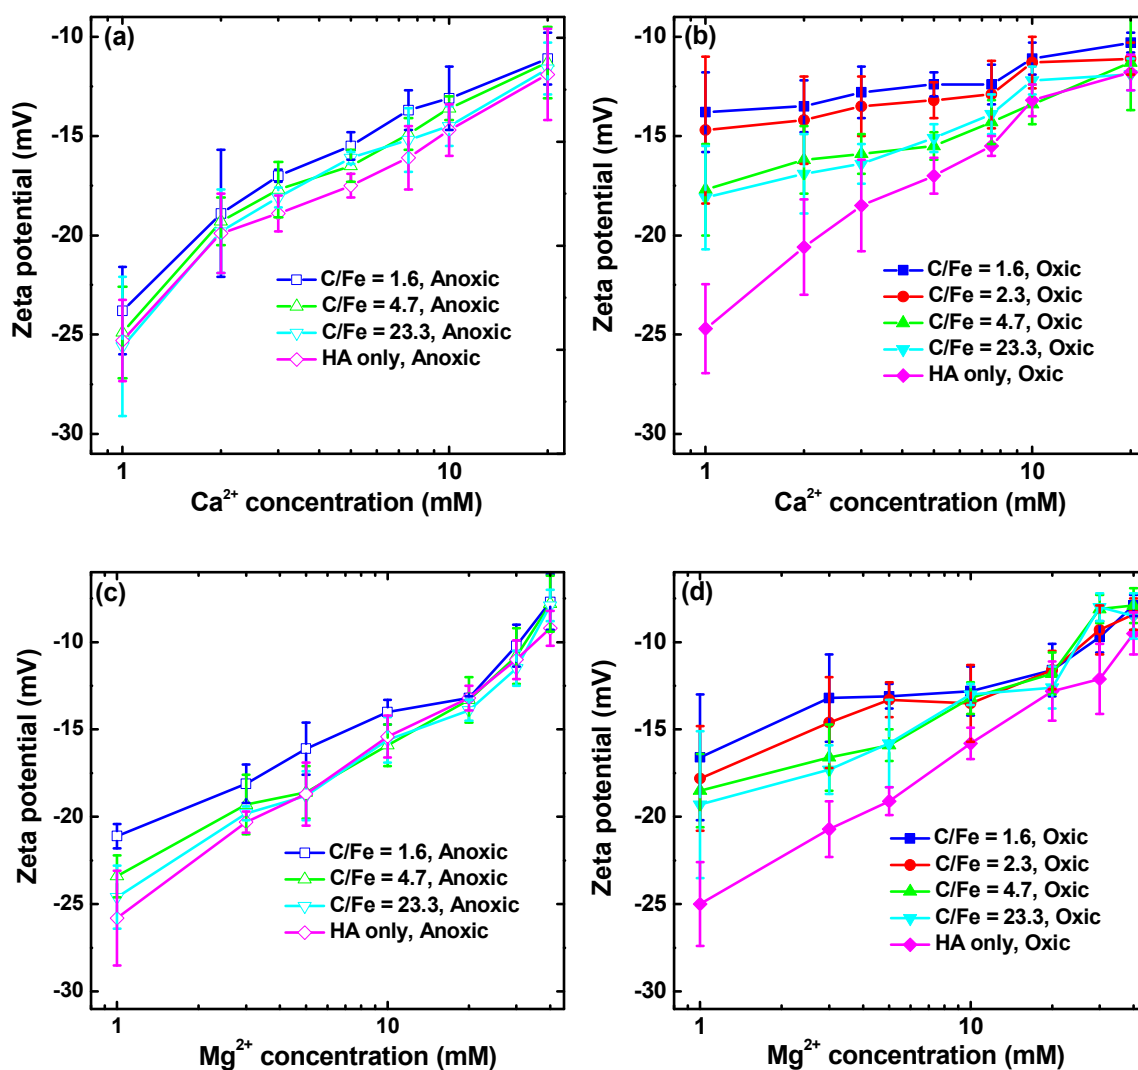 (a)
Zeta potential (mV)
-10
-15
-20
-25
-30
C/Fe = 1.6, Anoxic
C/Fe = 4.7, Anoxic
C/Fe = 23.3, Anoxic
HA only, Anoxic
1
10
Ca²⁺ concentration (mM)
(b)
Zeta potential (mV)
-10
-15
-20
-25
-30
C/Fe = 1.6, Oxic
C/Fe = 2.3, Oxic
C/Fe = 4.7, Oxic
C/Fe = 23.3, Oxic
HA only, Oxic
1
10
Ca²⁺ concentration (mM)
(c)
Zeta potential (mV)
-10
-15
-20
-25
-30
C/Fe = 1.6, Anoxic
C/Fe = 4.7, Anoxic
C/Fe = 23.3, Anoxic
HA only, Anoxic
1
10
Mg²⁺ concentration (mM)
(d)
Zeta potential (mV)
-10
-15
-20
-25
-30
C/Fe = 1.6, Oxic
C/Fe = 2.3, Oxic
C/Fe = 4.7, Oxic
C/Fe = 23.3, Oxic
HA only, Oxic
1
10
Mg²⁺ concentration (mM)